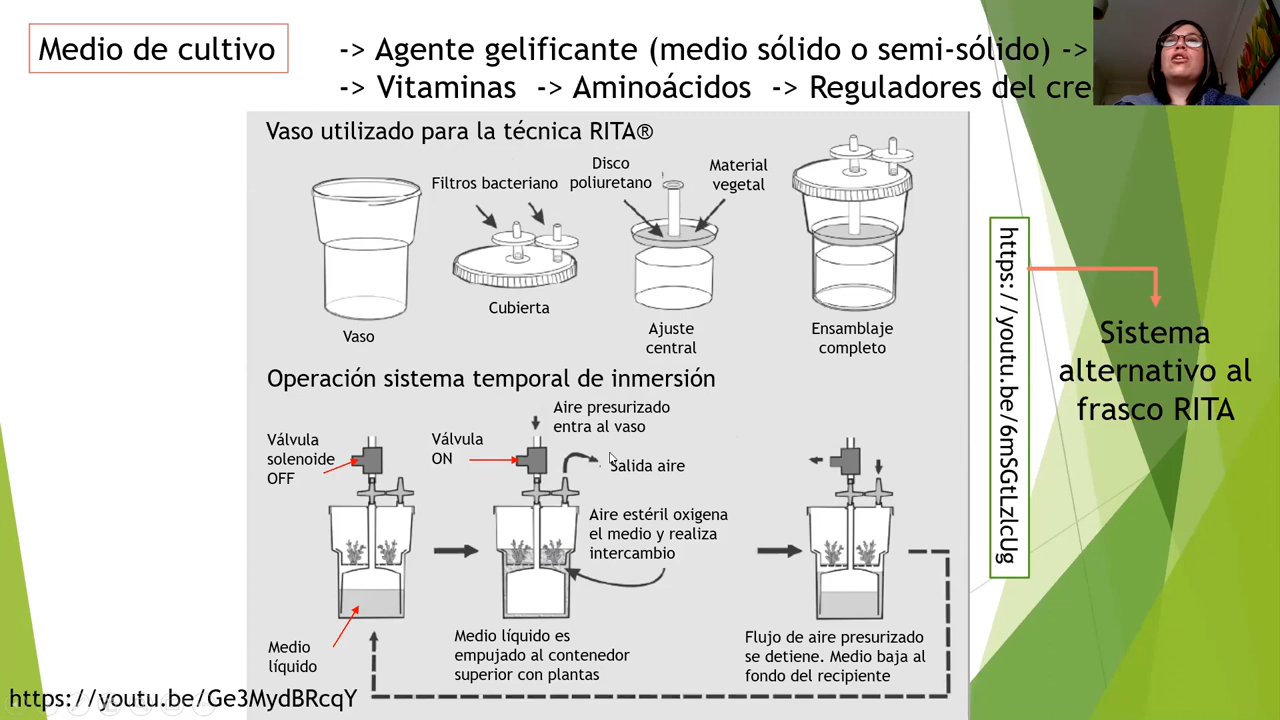 Medio de cultivo
-> Agente gelificante (medio sólido o semi-sólido) ->
-> Vitaminas -> Aminoácidos -> Reguladores del cre
Vaso utilizado para la técnica RITA®
Filtros bacteriano
Disco
poliuretano
Material
vegetal
Vaso
Cubierta
Ajuste
central
Ensamblaje
completo
Operación sistema temporal de inmersión
Válvula
solenoide
OFF
Válvula
ON
Aire presurizado
entra al vaso
Salida aire
Aire estéril oxigena
el medio y realiza
intercambio
Medio
líquido
Medio líquido es
empujado al contenedor
superior con plantas
Flujo de aire presurizado
se detiene. Medio baja al
fondo del recipiente
https://youtu.be/6mSGtLzlcUg
Sistema
alternativo al
frasco RITA
https://youtu.be/Ge3MydBRcqY